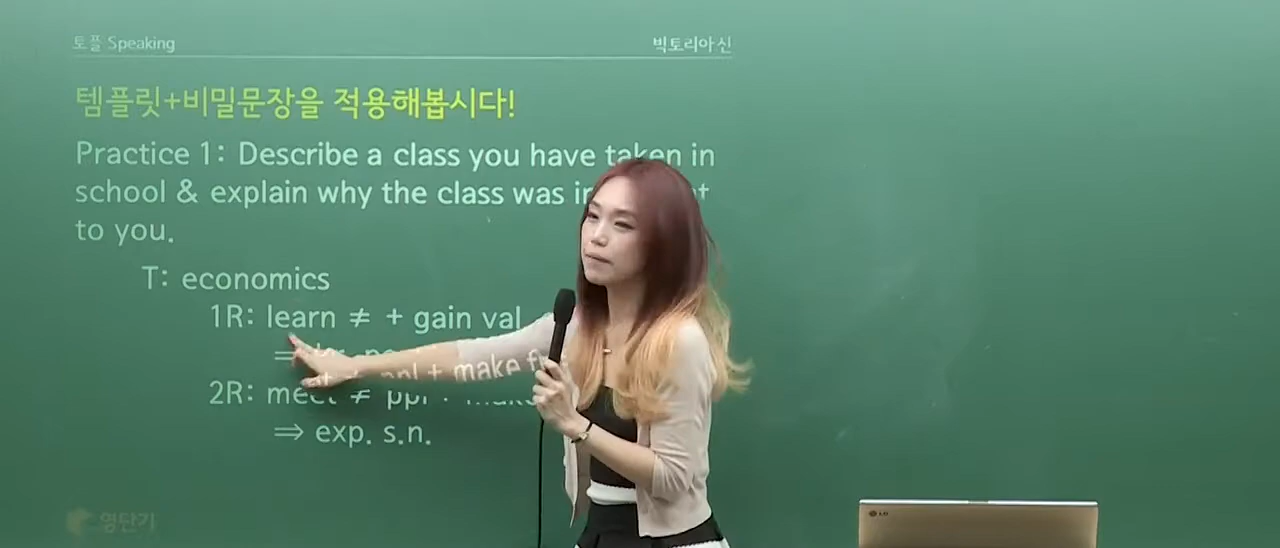 토플 Speaking 빅토리아 신
템플릿+비밀문장을 적용해봅시다!
Practice 1: Describe a class you have taken in
school & explain why the class was
to you.
T: economics
1R: learn ≠ + gain val
⇒
2R: meet ≠ ppl + make
⇒ exp. s.n.
영단기
LG